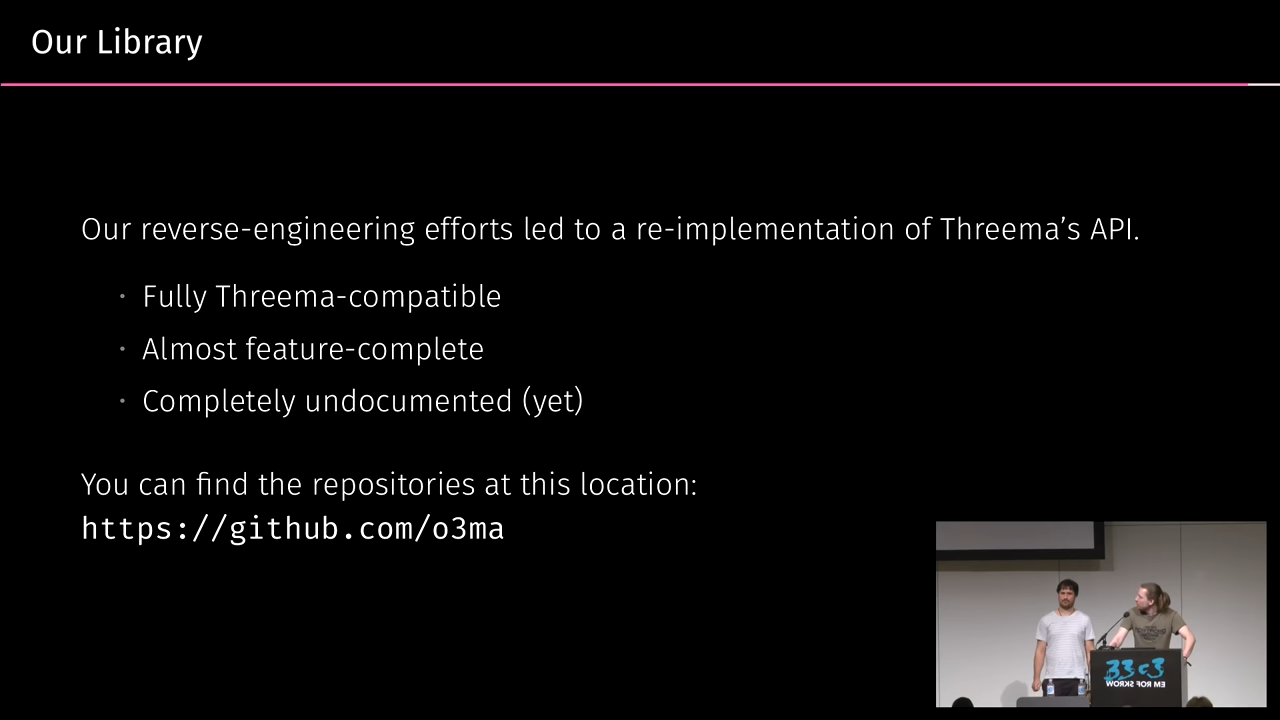 Our Library
Our reverse-engineering efforts led to a re-implementation of Threema’s API.
· Fully Threema-compatible
· Almost feature-complete
· Completely undocumented (yet)
You can find the repositories at this location:
https://github.com/o3ma
33c3
WORKS FOR ME